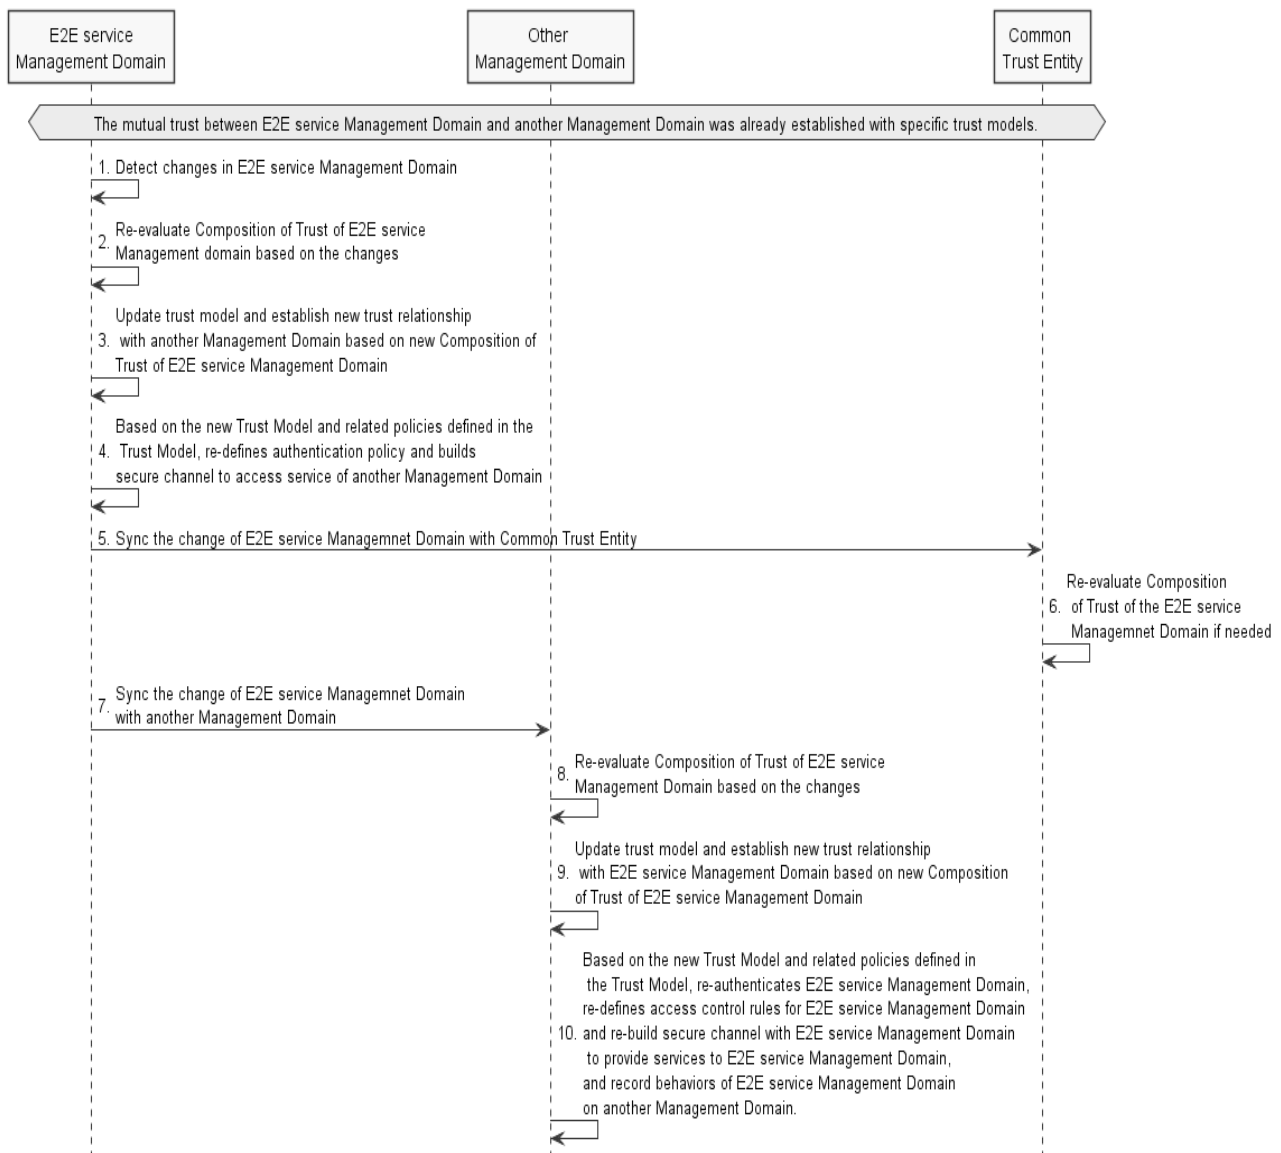 E2E service
Management Domain
Other
Management Domain
Common
Trust Entity
The mutual trust between E2E service Management Domain and another Management Domain was already established with specific trust models.
1. Detect changes in E2E service Management Domain
Re-evaluate Composition of Trust of E2E service
2.
Management domain based on the changes
Update trust model and establish new trust relationship
3. with another Management Domain based on new Composition of
Trust of E2E service Management Domain
Based on the new Trust Model and related policies defined in the
4. Trust Model, re-defines authentication policy and builds
secure channel to access service of another Management Domain
5. Sync the change of E2E service Managemnet Domain with Common Trust Entity
Re-evaluate Composition
6. of Trust of the E2E service
Managemnet Domain if needed
Sync the change of E2E service Managemnet Domain
7.
with another Management Domain
Re-evaluate Composition of Trust of E2E service
8.
Management Domain based on the changes
Update trust model and establish new trust relationship
9. with E2E service Management Domain based on new Composition
of Trust of E2E service Management Domain
Based on the new Trust Model and related policies defined in
the Trust Model, re-authenticates E2E service Management Domain,
re-defines access control rules for E2E service Management Domain
10. and re-build secure channel with E2E service Management Domain
to provide services to E2E service Management Domain,
and record behaviors of E2E service Management Domain
on another Management Domain.